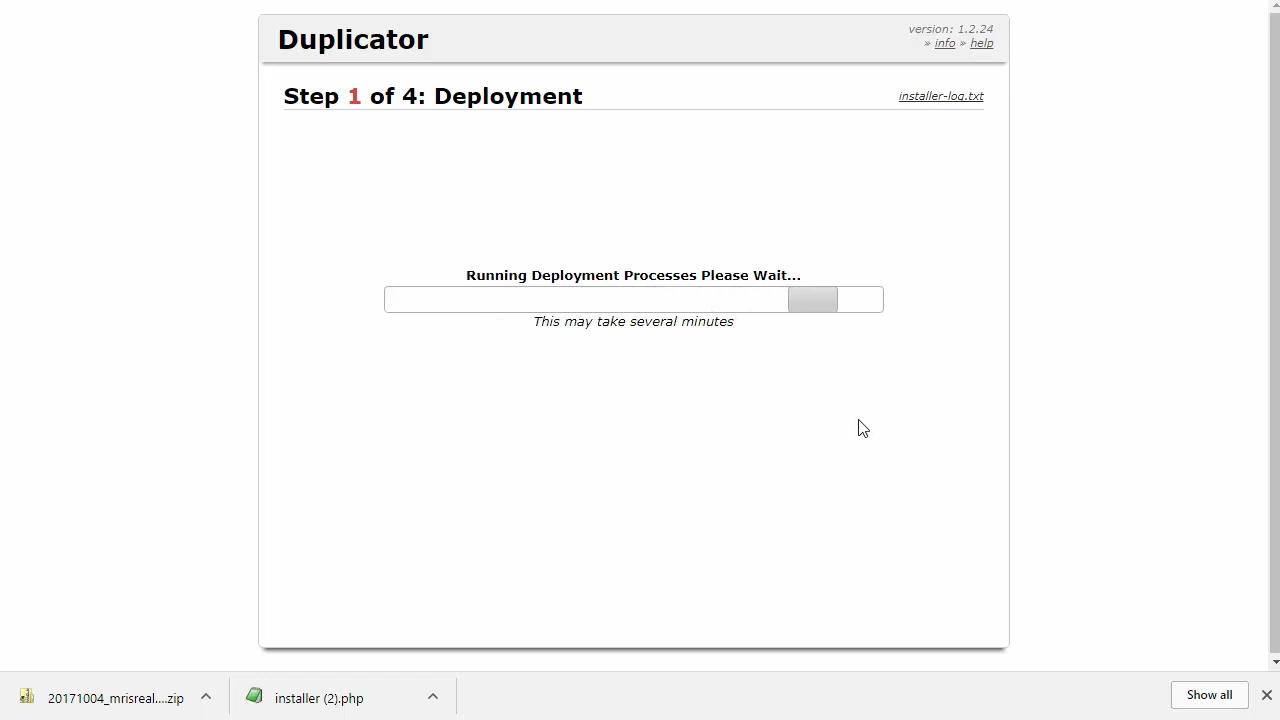 Duplicator
version: 1.2.24
» info » help
Step 1 of 4: Deployment
installer-log.txt
Running Deployment Processes Please Wait...
This may take several minutes
20171004_mrisreal....zip
installer (2).php
Show all